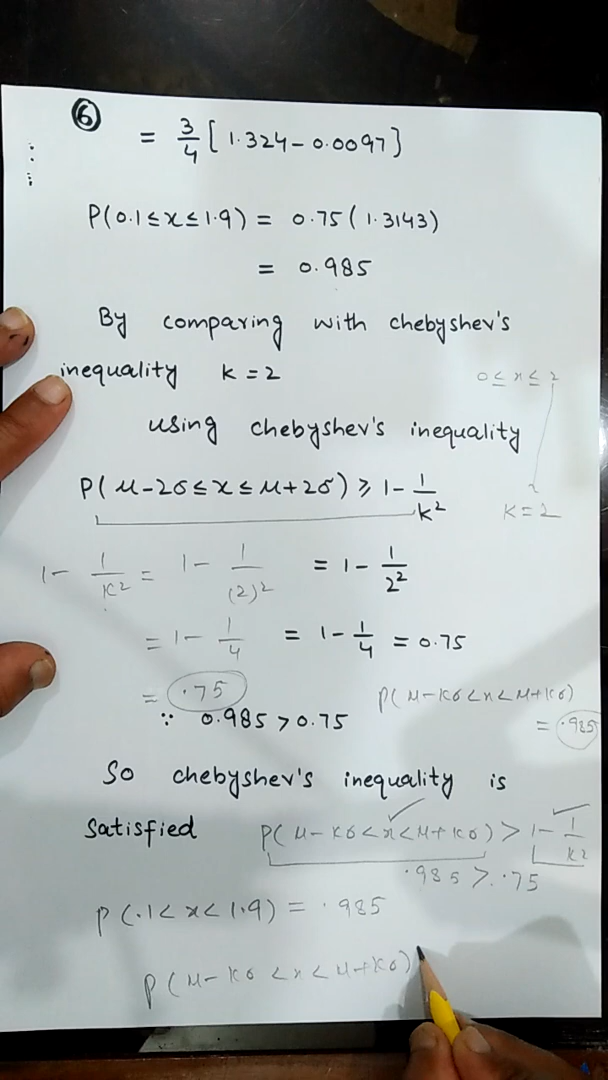 ⑥
= 3/4 [ 1.324 - 0.0097 }
P(0.1 ≤ x ≤ 1.9) = 0.75 ( 1.3143)
= 0.985
By comparing with chebyshev's
inequality K = 2
0 ≤ x ≤ 2
using chebyshev's inequality
P( μ-2σ ≤ x ≤ μ+2σ ) ≥ 1 - 1/K²
K = 2
1 - 1/K² = 1 - 1/(2)² = 1 - 1/2²
= 1 - 1/4 = 1 - 1/4 = 0.75
= .75
P( μ-Kσ < x < μ+Kσ)
∵ 0.985 > 0.75
= .985
So chebyshev's inequality is
satisfied P( μ-Kσ < x < μ+Kσ ) > 1 - 1/K²
.985 > .75
P(.1 < x < 1.9) = .985
P( μ-Kσ < x < μ+Kσ)